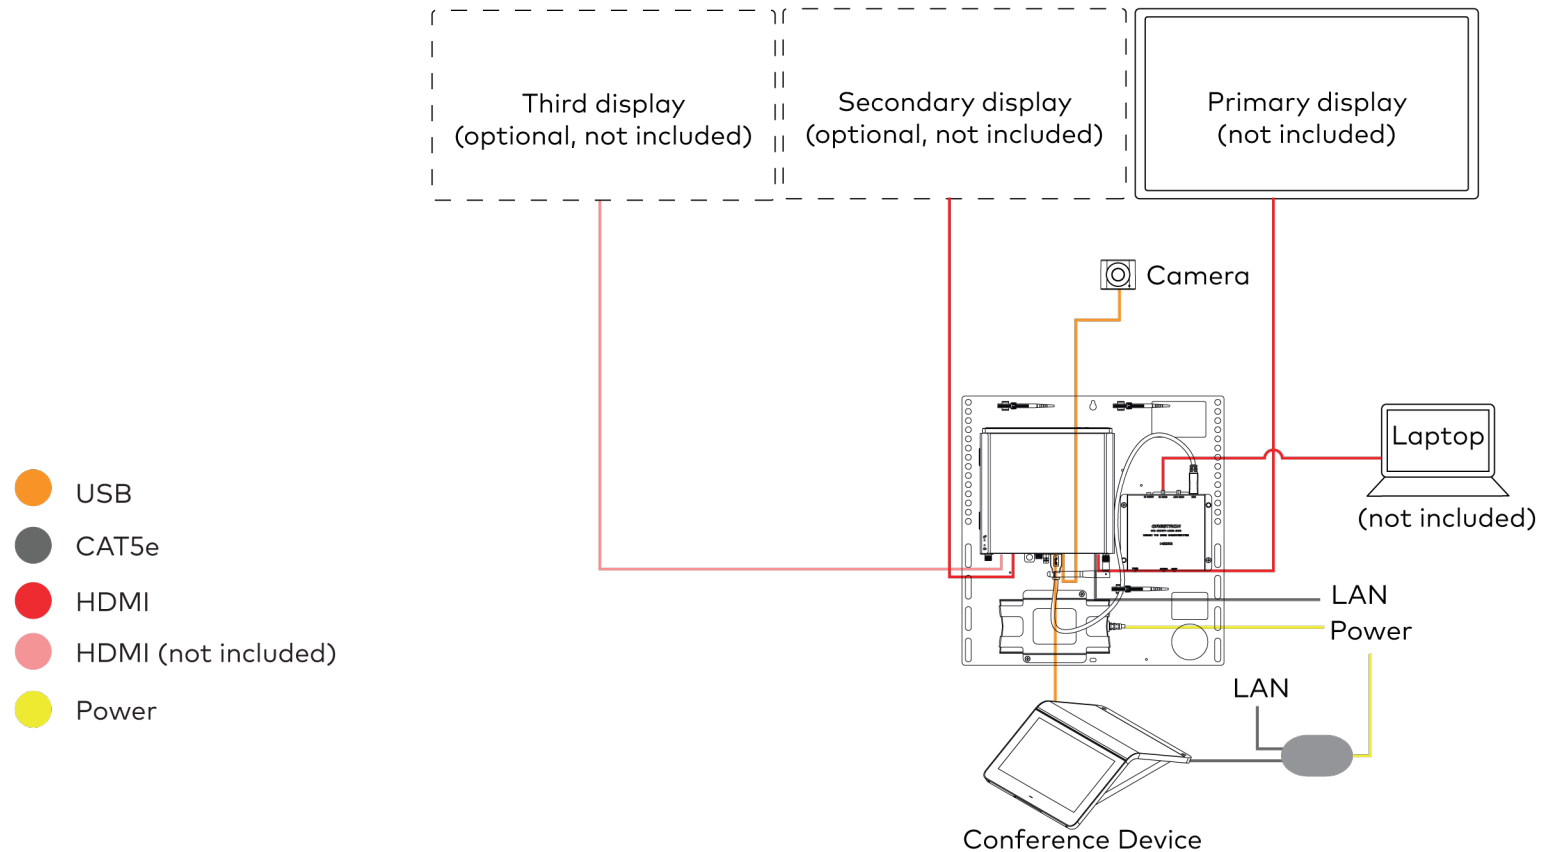 Third display
(optional, not included)
Secondary display
(optional, not included)
Primary display
(not included)
Camera
Laptop
(not included)
USB
CAT5e
HDMI
HDMI (not included)
Power
CRESTRON
LAN
Power
LAN
Conference Device